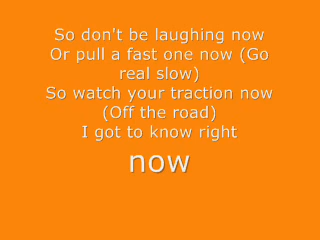 So don't be laughing now
Or pull a fast one now (Go
real slow)
So watch your traction now
(Off the road)
I got to know right
now